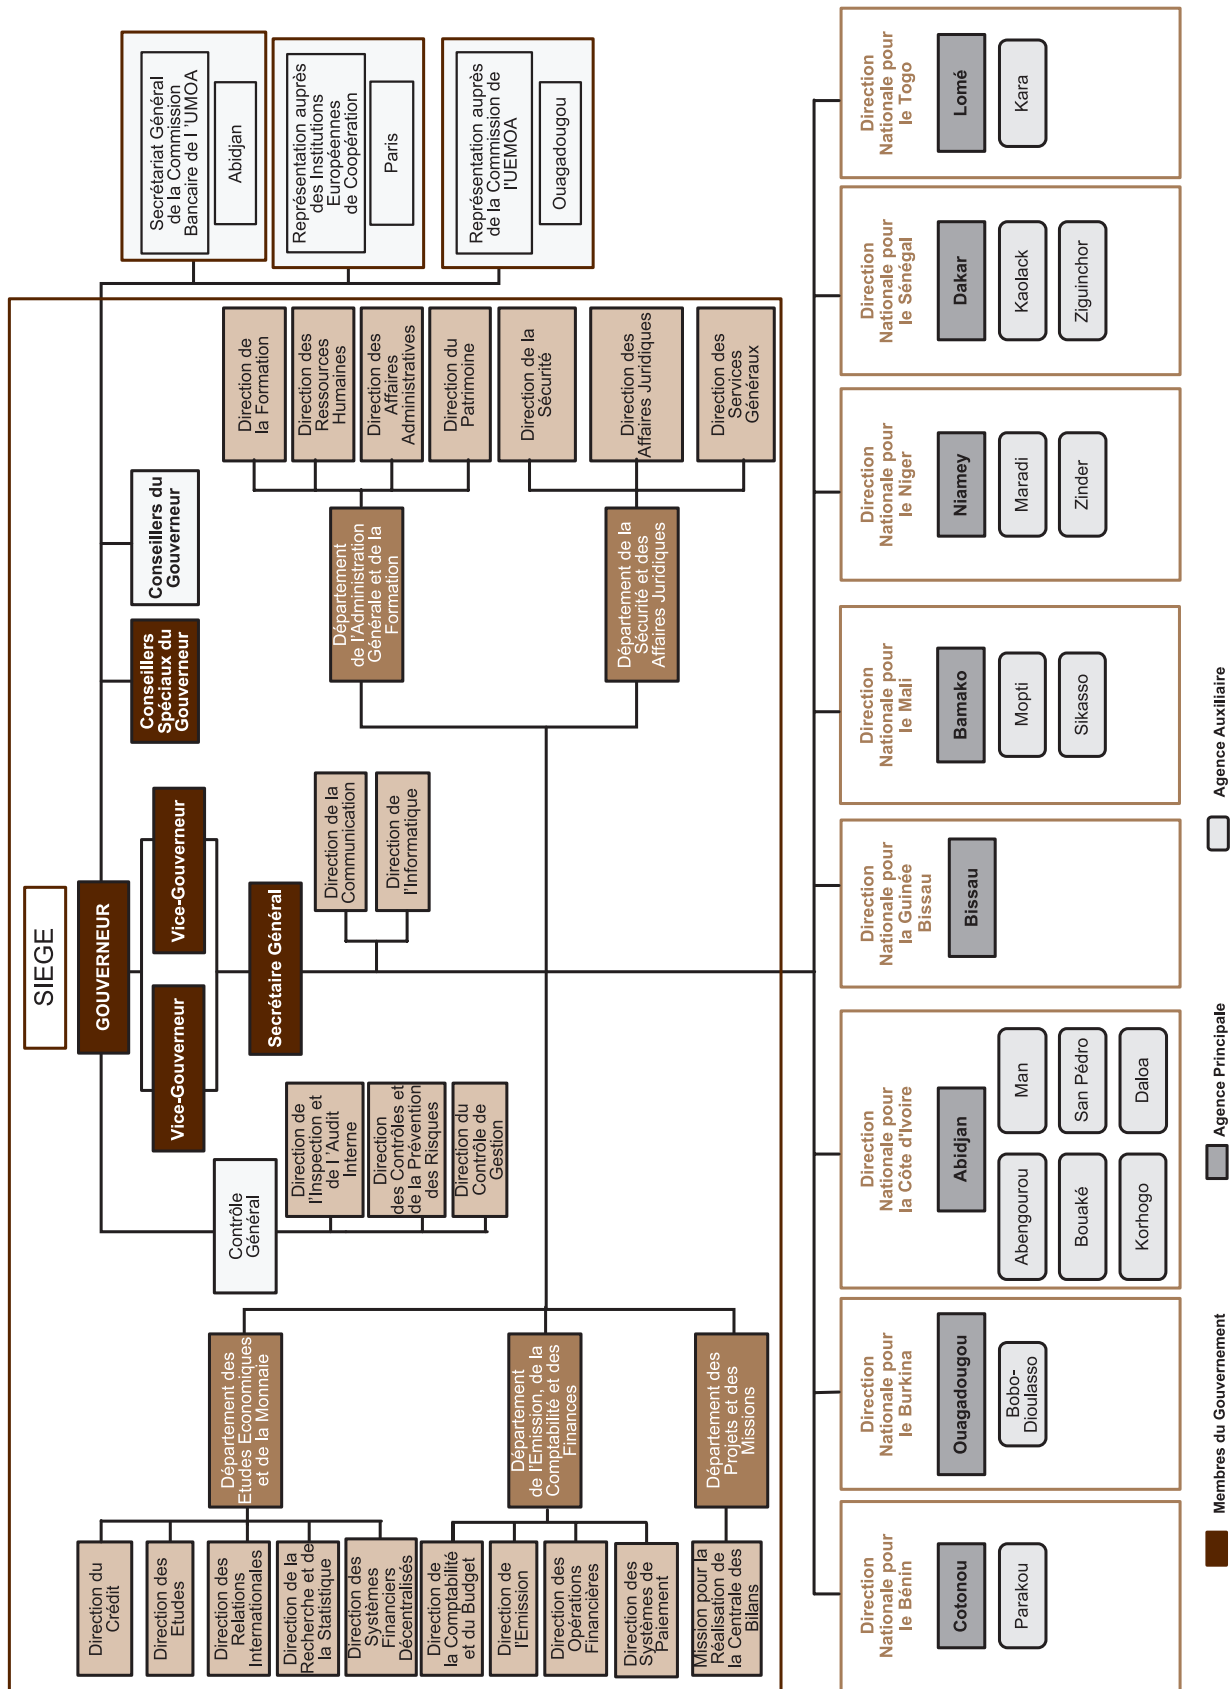 SIEGE
GOUVERNEUR
Vice-Gouverneur
Vice-Gouverneur
Secrétaire Général
Conseillers
Spéciaux du
Gouverneur
Conseillers du
Gouverneur
Secrétariat Général
de la Commission
Bancaire de l 'UMOA
Abidjan
Représentation auprès
des Institutions
Européennes
de Coopération
Paris
Représentation auprès
de la Commission de
l'UEMOA
Ouagadougou
Contrôle
Général
Direction de
l'Inspection et
de l 'Audit
Interne
Direction
des Contrôles et
de la Prévention
des Risques
Direction du
Contrôle de
Gestion
Direction de la
Communication
Direction de
l'Informatique
Département des
Etudes Economiques
et de la Monnaie
Direction du
Crédit
Direction des
Etudes
Direction des
Relations
Internationales
Direction de la
Recherche et de
la Statistique
Direction des
Systèmes
Financiers
Décentralisés
Département
de l'Emission, de la
Comptabilité et des
Finances
Direction de
la Comptabilité
et du Budget
Direction de
l'Emission
Direction des
Opérations
Financières
Direction des
Systèmes de
Paiement
Département des
Projets et des
Missions
Mission pour la
Réalisation de
la Centrale des
Bilans
Département
de l'Administration
Générale et de la
Formation
Direction de
la Formation
Direction des
Ressources
Humaines
Direction des
Affaires
Administratives
Direction du
Patrimoine
Département de la
Sécurité et des
Affaires Juridiques
Direction de la
Sécurité
Direction des
Affaires Juridiques
Direction des
Services
Généraux
Direction
Nationale pour
le Bénin
Cotonou
Parakou
Direction
Nationale pour
le Burkina
Ouagadougou
Bobo-
Dioulasso
Direction
Nationale pour
la Côte d'Ivoire
Abidjan
Abengourou
Man
Bouaké
San Pédro
Korhogo
Daloa
Direction
Nationale pour
la Guinée
Bissau
Bissau
Direction
Nationale pour
le Mali
Bamako
Mopti
Sikasso
Direction
Nationale pour
le Niger
Niamey
Maradi
Zinder
Direction
Nationale pour
le Sénégal
Dakar
Kaolack
Ziguinchor
Direction
Nationale pour
le Togo
Lomé
Kara
Membres du Gouvernement
Agence Principale
Agence Auxiliaire